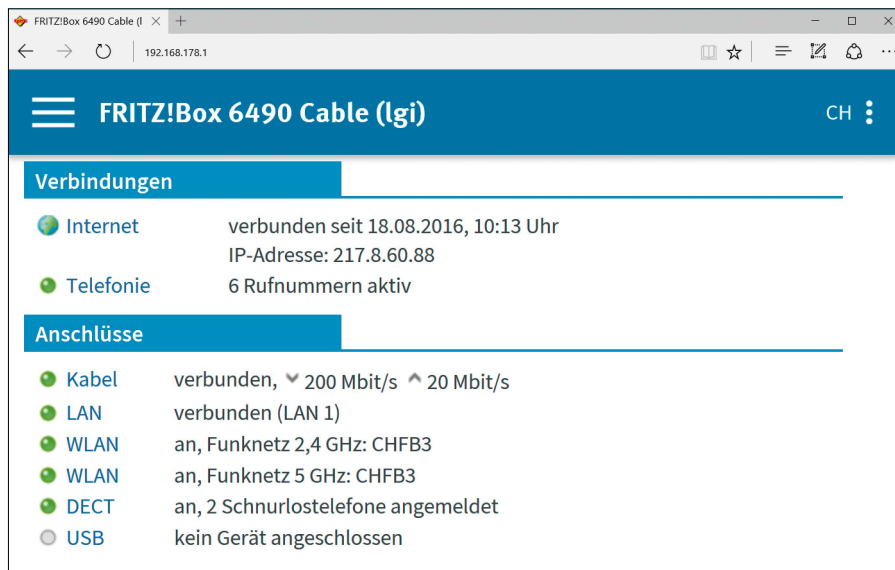 FRITZ!Box 6490 Cable (l
192.168.178.1
FRITZ!Box 6490 Cable (lgi)
CH
Verbindungen
Internet verbunden seit 18.08.2016, 10:13 Uhr
IP-Adresse: 217.8.60.88
Telefonie 6 Rufnummern aktiv
Anschlüsse
Kabel verbunden, 200 Mbit/s 20 Mbit/s
LAN verbunden (LAN 1)
WLAN an, Funknetz 2,4 GHz: CHFB3
WLAN an, Funknetz 5 GHz: CHFB3
DECT an, 2 Schnurlostelefone angemeldet
USB kein Gerät angeschlossen